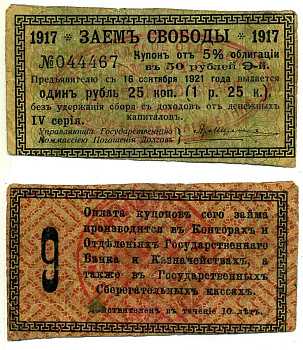 1917 * ЗАЕМЪ СВОБОДЫ * 1917
№044467
Купонъ отъ 5% облигаціи
въ 50 рублей Э-й.
Предъявителю съ 16 сентября 1921 года выдается
одинъ рубль 25 коп. (1 р. 25 к.),
безъ удержанія сбора съ доходовъ отъ денежныхъ
капиталовъ.
IV серія.
Управляющій Государственною
Коммиссіею Погашенія Долговъ
9
Оплата купоновъ сего займа
производится въ Конторахъ и
Отдѣленіяхъ Государственнаго
Банка и Казначействахъ, а
также въ Государственныхъ
Сберегательныхъ кассахъ.
Дѣйствителенъ въ теченіе 10 лѣтъ.